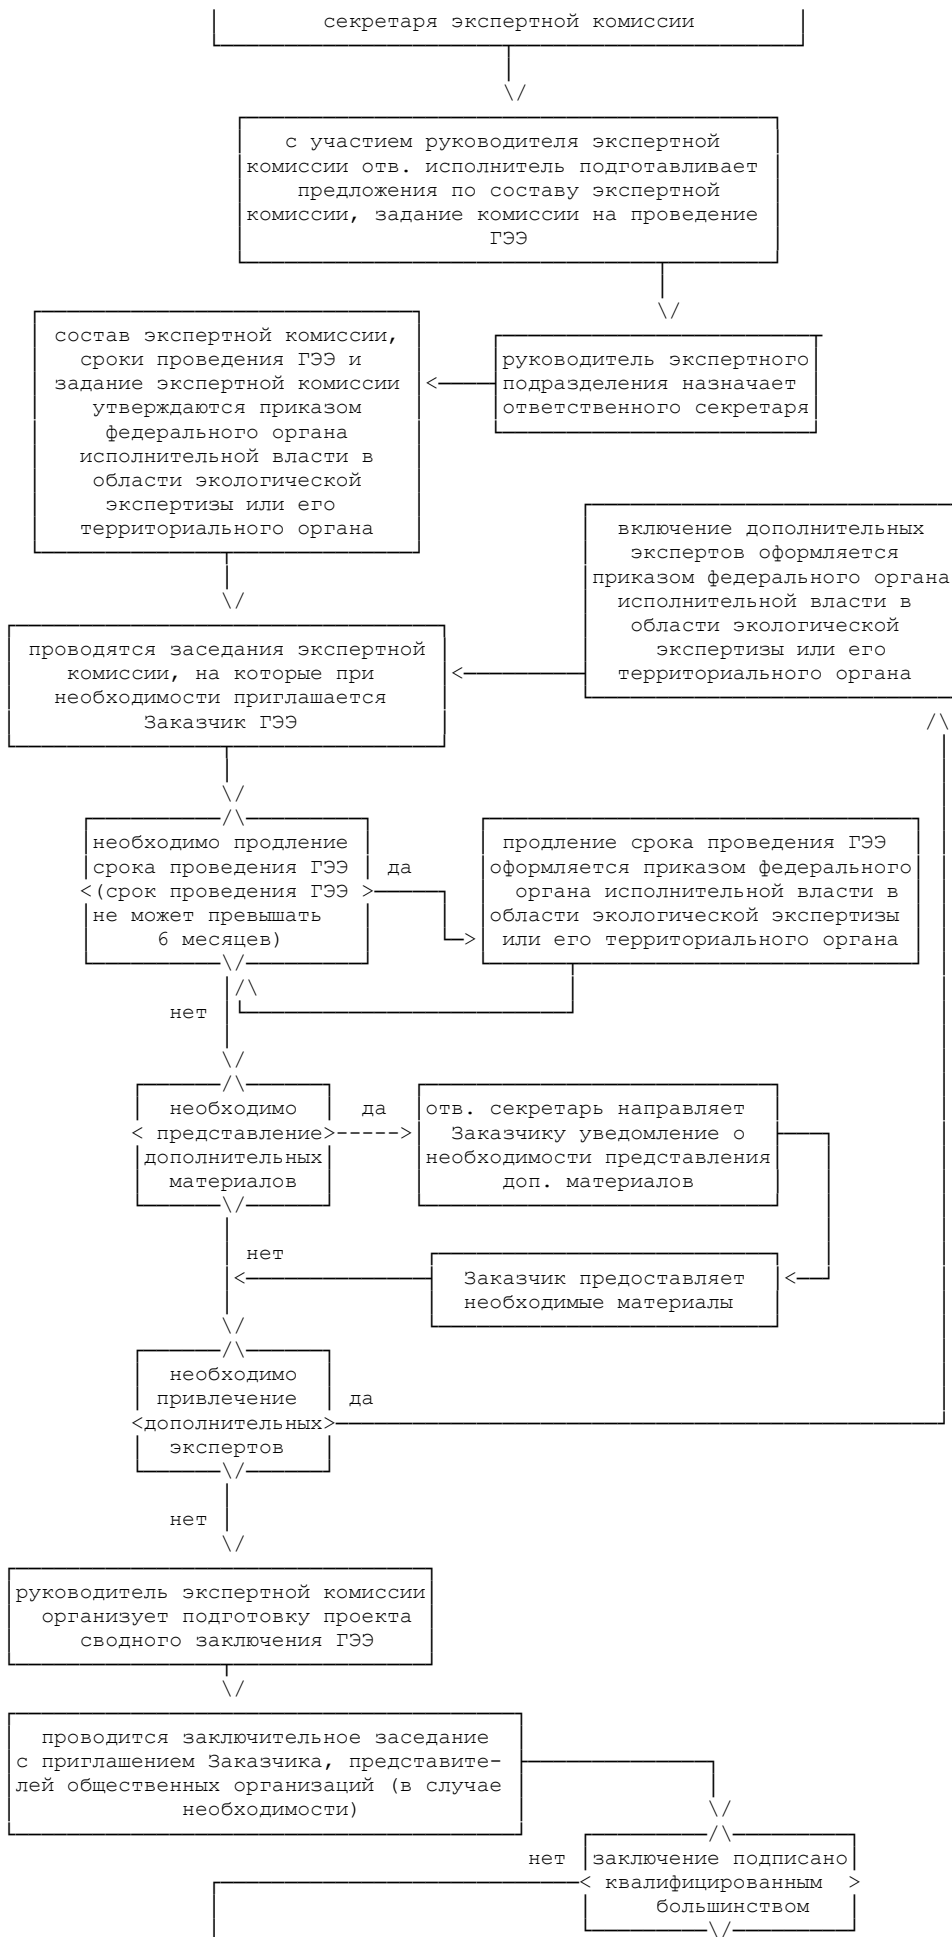 секретаря экспертной комиссии
с участием руководителя экспертной
комиссии отв. исполнитель подготавливает
предложения по составу экспертной
комиссии, задание комиссии на проведение
ГЭЭ
состав экспертной комиссии,
сроки проведения ГЭЭ и
задание экспертной комиссии
утверждаются приказом
федерального органа
исполнительной власти в
области экологической
экспертизы или его
территориального органа
руководитель экспертного
подразделения назначает
ответственного секретаря
включение дополнительных
экспертов оформляется
приказом федерального органа
исполнительной власти в
области экологической
экспертизы или его
территориального органа
проводятся заседания экспертной
комиссии, на которые при
необходимости приглашается
Заказчик ГЭЭ
необходимо продление
срока проведения ГЭЭ
(срок проведения ГЭЭ
не может превышать
6 месяцев)
да
продление срока проведения ГЭЭ
оформляется приказом федерального
органа исполнительной власти в
области экологической экспертизы
или его территориального органа
нет
необходимо
представление
дополнительных
материалов
да
отв. секретарь направляет
Заказчику уведомление о
необходимости представления
доп. материалов
нет
Заказчик предоставляет
необходимые материалы
необходимо
привлечение
дополнительных
экспертов
да
нет
руководитель экспертной комиссии
организует подготовку проекта
сводного заключения ГЭЭ
проводится заключительное заседание
с приглашением Заказчика, представите-
лей общественных организаций (в случае
необходимости)
нет
заключение подписано
квалифицированным
большинством